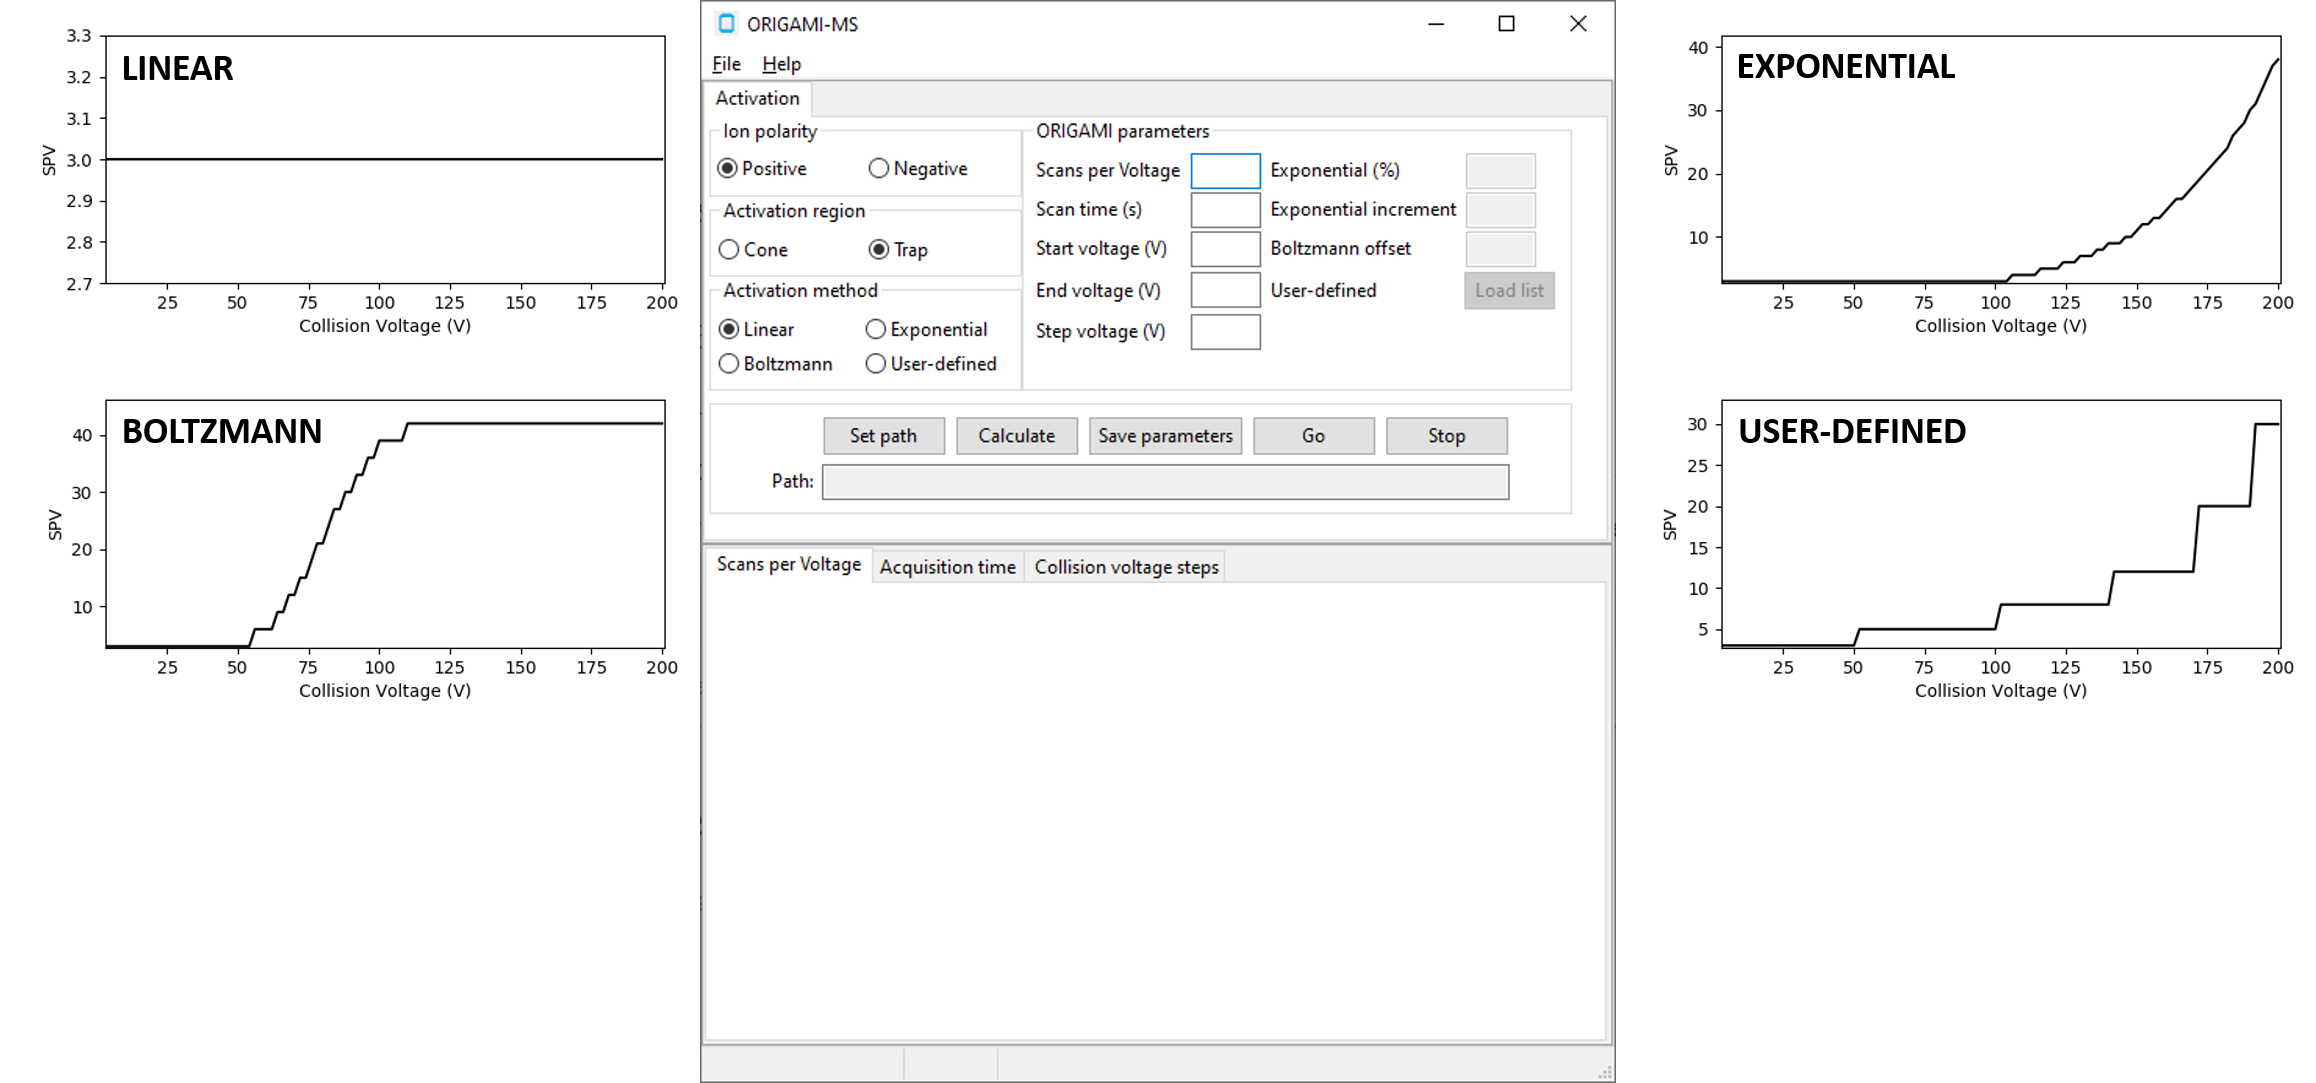 LINEAR
3.3
3.2
3.1
3.0
2.9
2.8
2.7
SPV
25 50 75 100 125 150 175 200
Collision Voltage (V)
BOLTZMANN
40
30
20
10
SPV
25 50 75 100 125 150 175 200
Collision Voltage (V)
ORIGAMI-MS
File Help
Activation
Ion polarity
Positive Negative
Activation region
Cone Trap
Activation method
Linear Exponential
Boltzmann User-defined
ORIGAMI parameters
Scans per Voltage Exponential (%)
Scan time (s) Exponential increment
Start voltage (V) Boltzmann offset
End voltage (V) User-defined Load list
Step voltage (V)
Set path Calculate Save parameters Go Stop
Path:
Scans per Voltage Acquisition time Collision voltage steps
EXPONENTIAL
40
30
20
10
SPV
25 50 75 100 125 150 175 200
Collision Voltage (V)
USER-DEFINED
30
25
20
15
10
5
SPV
25 50 75 100 125 150 175 200
Collision Voltage (V)